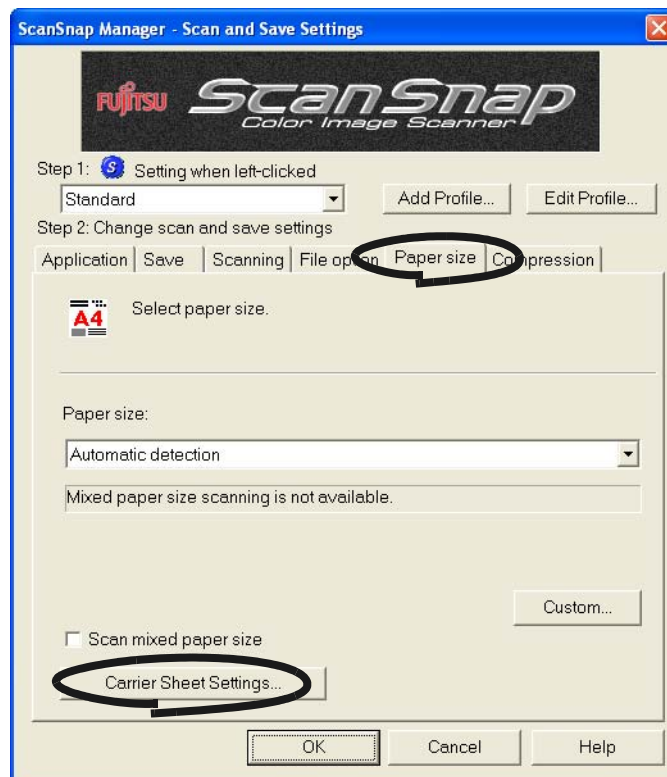 ScanSnap Manager - Scan and Save Settings
FUJITSU ScanSnap
Color Image Scanner
Step 1: S Setting when left-clicked
Standard Add Profile... Edit Profile...
Step 2: Change scan and save settings
Application Save Scanning File option Paper size Compression
A4 Select paper size.
Paper size:
Automatic detection
Mixed paper size scanning is not available.
Custom...
Scan mixed paper size
Carrier Sheet Settings...
OK Cancel Help